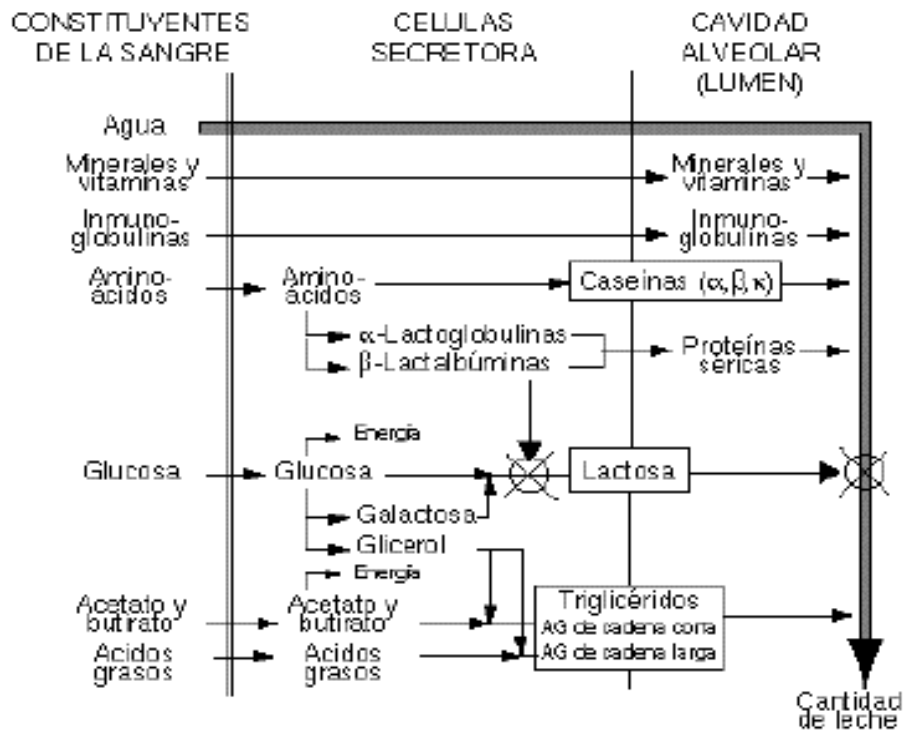 CONSTITUYENTES
DE LA SANGRE
CELULAS
SECRETORA
CAVIDAD
ALVEOLAR
(LUMEN)
Agua
Minerales y
vitaminas
Minerales y
vitaminas
Inmuno-
globulinas
Inmuno-
globulinas
Amino-
ácidos
Amino-
ácidos
Caseínas (α,β,κ)
α-Lactoglobulinas
β-Lactalbúminas
Proteínas
séricas
Energía
Glucosa
Glucosa
Lactosa
Galactosa
Glicerol
Energía
Acetato y
butirato
Acetato y
butirato
Triglicéridos
AG de cadena corta
AG de cadena larga
Acidos
grasos
Acidos
grasos
Cantidad
de leche